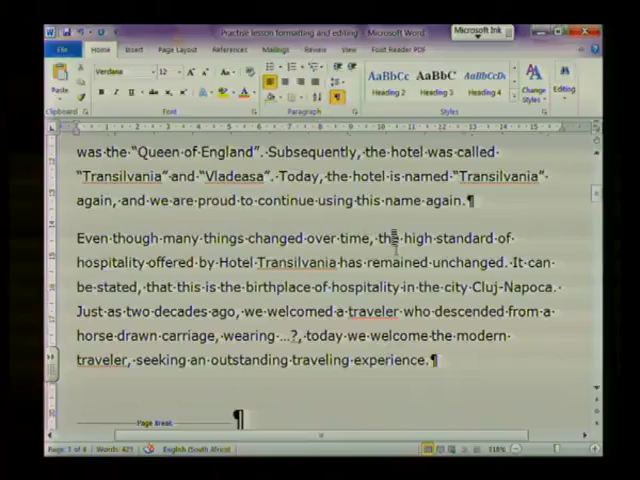 Practise lesson formatting and editing - Microsoft Word
Microsoft Ink
File Home Insert Page Layout References Mailings Review View Foxit Reader PDF
Verdana 12
AaBbCc AaBbC AaBbCcDc
Paste Heading 2 Heading 3 Heading 4 Change Styles Editing
Clipboard Font Paragraph Styles
was the “Queen of England”. Subsequently, the hotel was called
“Transilvania” and “Vladeasa”. Today, the hotel is named “Transilvania”
again, and we are proud to continue using this name again.¶
Even though many things changed over time, the high standard of
hospitality offered by Hotel Transilvania has remained unchanged. It can
be stated, that this is the birthplace of hospitality in the city Cluj-Napoca.
Just as two decades ago, we welcomed a traveler who descended from a
horse drawn carriage, wearing ...?, today we welcome the modern
traveler, seeking an outstanding traveling experience.¶
Page Break ¶
Words: 421 English (South Africa) 118%